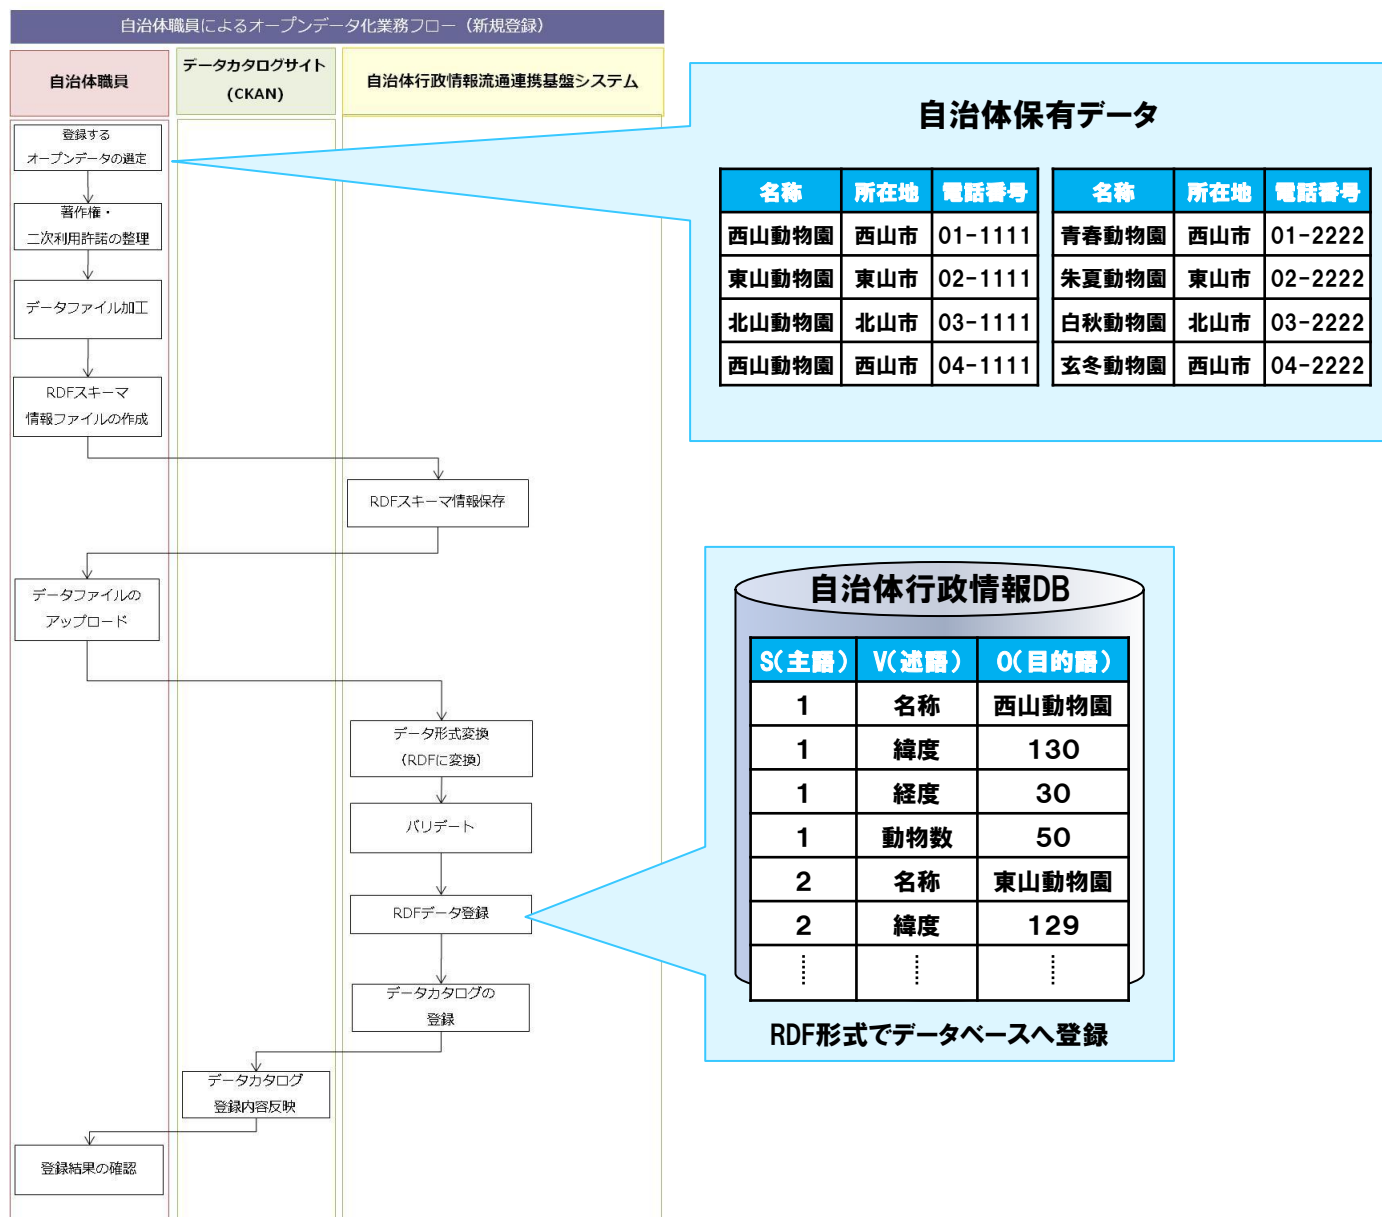 自治体職員によるオープンデータ化業務フロー（新規登録）
自治体職員
データカタログサイト
(CKAN)
自治体行政情報流通連携基盤システム
登録する
オープンデータの選定
著作権・
二次利用許諾の整理
データファイル加工
RDFスキーマ
情報ファイルの作成
RDFスキーマ情報保存
データファイルの
アップロード
データ形式変換
（RDFに変換）
バリデート
RDFデータ登録
データカタログの
登録
データカタログ
登録内容反映
登録結果の確認
自治体保有データ
名称 所在地 電話番号
西山動物園 西山市 01-1111
東山動物園 東山市 02-1111
北山動物園 北山市 03-1111
西山動物園 西山市 04-1111
名称 所在地 電話番号
青春動物園 西山市 01-2222
朱夏動物園 東山市 02-2222
白秋動物園 北山市 03-2222
玄冬動物園 西山市 04-2222
自治体行政情報DB
S(主語) V(述語) O(目的語)
1 名称 西山動物園
1 緯度 130
1 経度 30
1 動物数 50
2 名称 東山動物園
2 緯度 129
⋮ ⋮ ⋮
RDF形式でデータベースへ登録